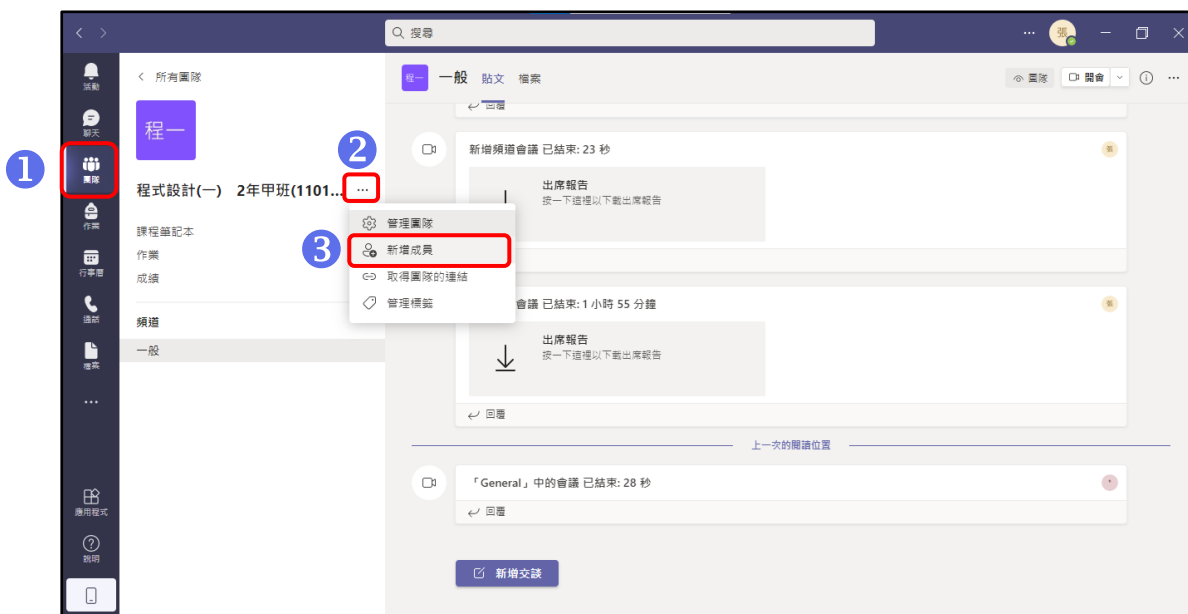 搜尋
張
活動
聊天
團隊
作業
行事曆
通話
檔案
應用程式
說明
1
2
3
所有團隊
程一
程式設計(一) 2年甲班(1101...
課程筆記本
作業
成績
頻道
一般
管理團隊
新增成員
取得團隊的連結
管理標籤
程一 一般 貼文 檔案
團隊
開會
回覆
新增頻道會議 已結束: 23 秒
張
出席報告
按一下這裡以下載出席報告
會議 已結束: 1 小時 55 分鐘
張
出席報告
按一下這裡以下載出席報告
回覆
上一次的閱讀位置
「General」中的會議 已結束: 28 秒
回覆
新增交談